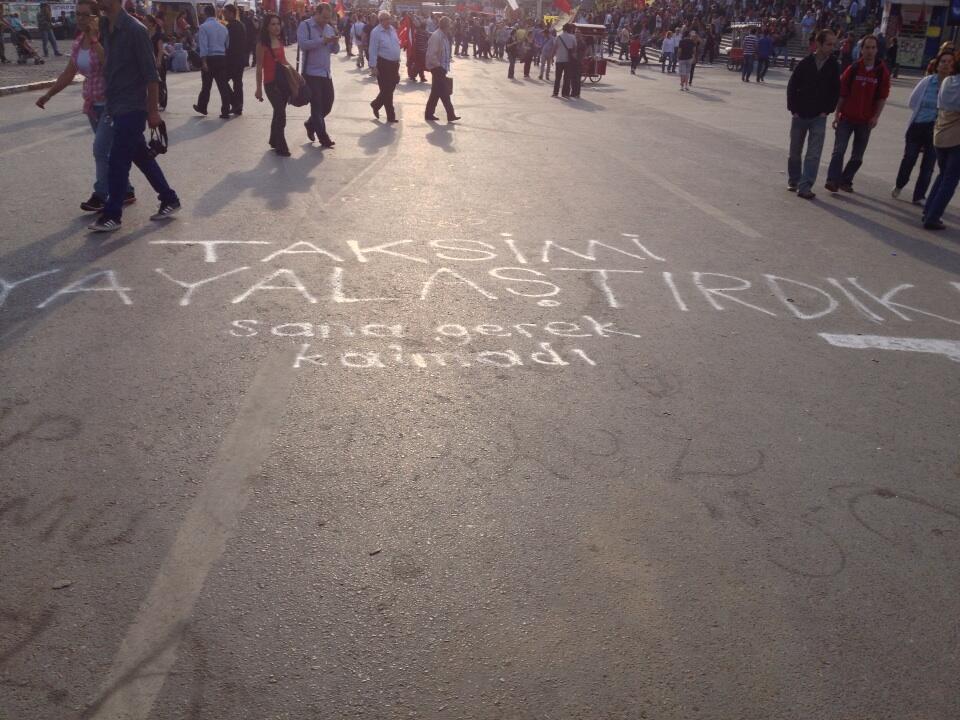 TAKSİMİ
YAYALAŞTIRDIK!
sana gerek
kalmadı